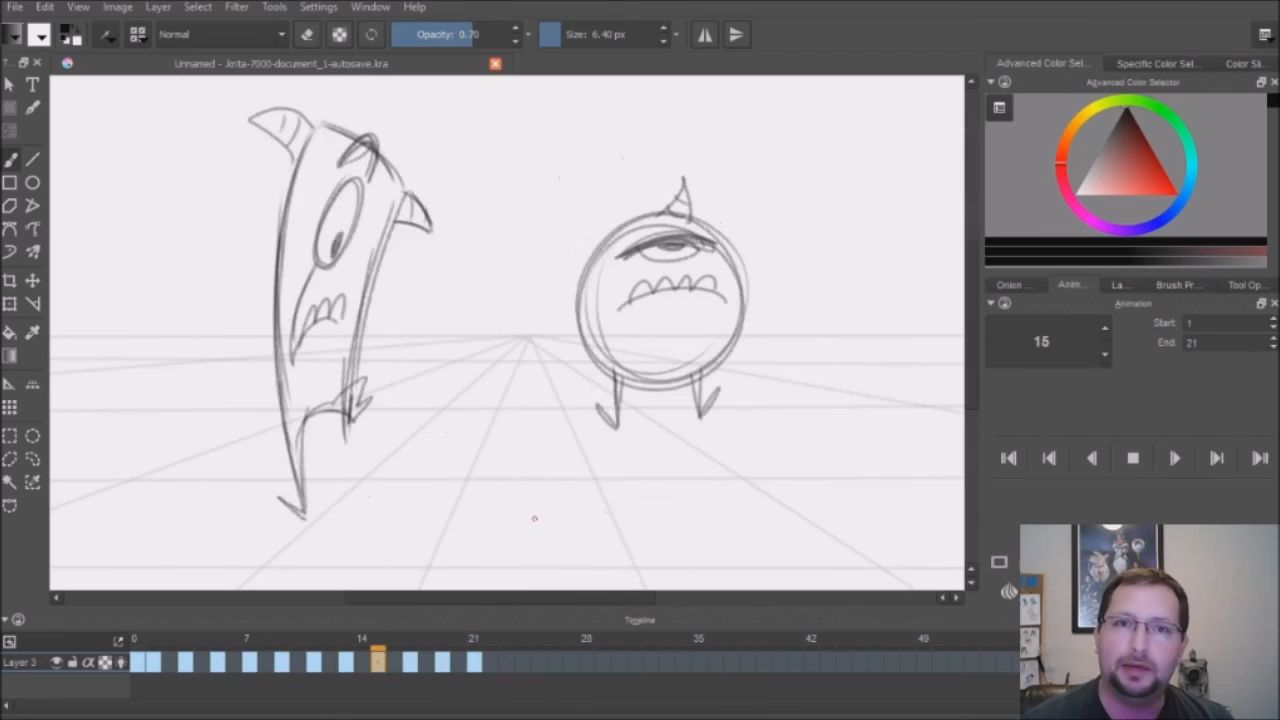 File Edit View Image Layer Select Filter Tools Settings Window Help
Normal Opacity: 0.70 Size: 6.40 px
T... Unnamed - .krita-7000-document_1-autosave.kra
Advanced Color Sel... Specific Color Sel... Color Sli...
Advanced Color Selector
Onion ... Anim... La... Brush Pr... Tool Op...
Animation
15 Start: 1
End: 21
Timeline
0 7 14 21 28 35 42 49
Layer 3